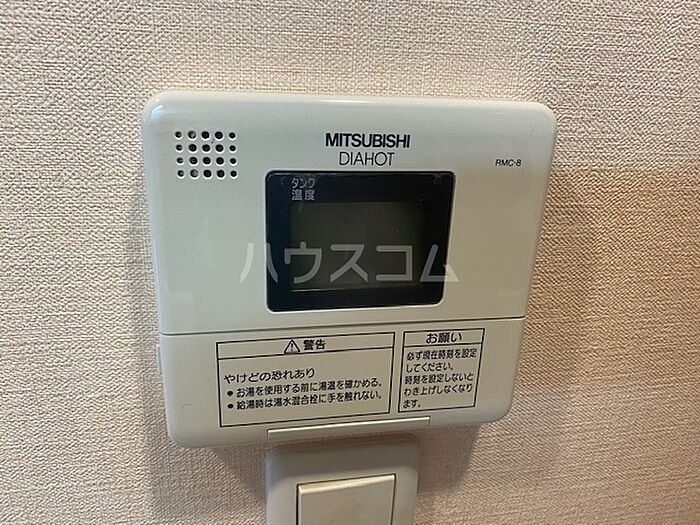 MITSUBISHI
DIAHOT
RMC-8
タンク
温度
ハウスコム
⚠警告
やけどの恐れあり
●お湯を使用する前に湯温を確かめる。
●給湯時は湯水混合栓に手を触れない。
お願い
必ず現在時刻を設定
してください。
時刻を設定しないと
わき上げしなくなり
ます。